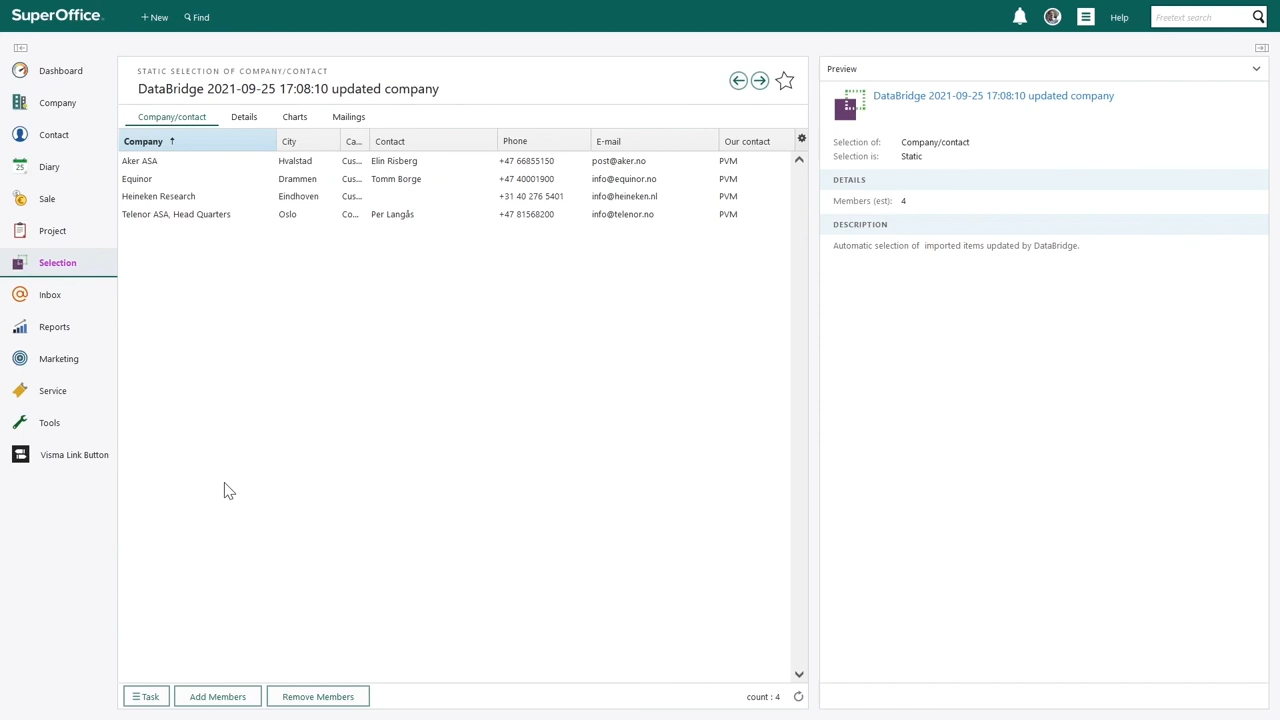 SuperOffice.
+ New
Find
Help
Freetext search
Dashboard
Company
Contact
25
Diary
Sale
Project
Selection
Inbox
Reports
Marketing
Service
Tools
Visma Link Button
STATIC SELECTION OF COMPANY/CONTACT
DataBridge 2021-09-25 17:08:10 updated company
Company/contact Details Charts Mailings
Company ↑ City Ca... Contact Phone E-mail Our contact
Aker ASA Hvalstad Cus... Elin Risberg +47 66855150 post@aker.no PVM
Equinor Drammen Cus... Tomm Borge +47 40001900 info@equinor.no PVM
Heineken Research Eindhoven Cus... +31 40 276 5401 info@heineken.nl PVM
Telenor ASA, Head Quarters Oslo Co... Per Langås +47 81568200 info@telenor.no PVM
Task Add Members Remove Members count : 4
Preview
DataBridge 2021-09-25 17:08:10 updated company
Selection of: Company/contact
Selection is: Static
DETAILS
Members (est): 4
DESCRIPTION
Automatic selection of  imported items updated by DataBridge.